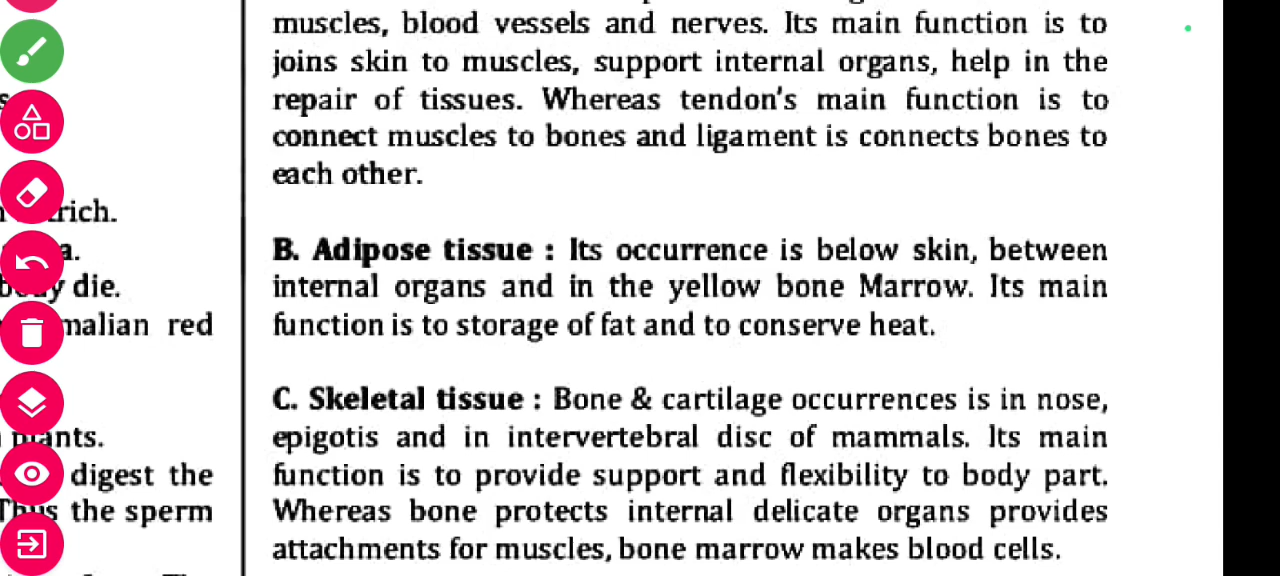 rich.
a.
die.
malian red
plants.
digest the
Thus the sperm
muscles, blood vessels and nerves. Its main function is to
joins skin to muscles, support internal organs, help in the
repair of tissues. Whereas tendon's main function is to
connect muscles to bones and ligament is connects bones to
each other.
B. Adipose tissue : Its occurrence is below skin, between
internal organs and in the yellow bone Marrow. Its main
function is to storage of fat and to conserve heat.
C. Skeletal tissue : Bone & cartilage occurrences is in nose,
epigotis and in intervertebral disc of mammals. Its main
function is to provide support and flexibility to body part.
Whereas bone protects internal delicate organs provides
attachments for muscles, bone marrow makes blood cells.